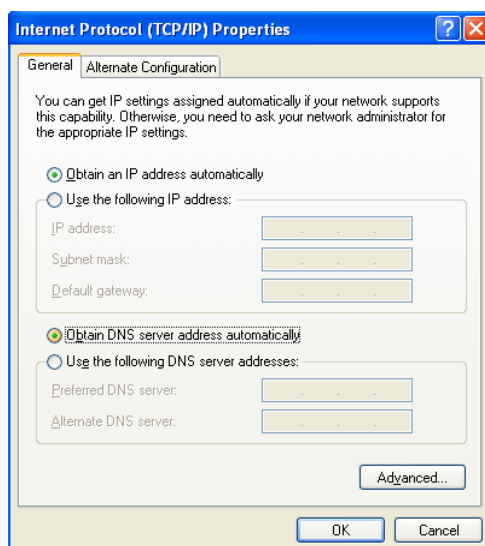 Internet Protocol (TCP/IP) Properties
General
Alternate Configuration
You can get IP settings assigned automatically if your network supports
this capability. Otherwise, you need to ask your network administrator for
the appropriate IP settings.
Obtain an IP address automatically
Use the following IP address:
IP address:
Subnet mask:
Default gateway:
Obtain DNS server address automatically
Use the following DNS server addresses:
Preferred DNS server:
Alternate DNS server:
Advanced...
OK
Cancel